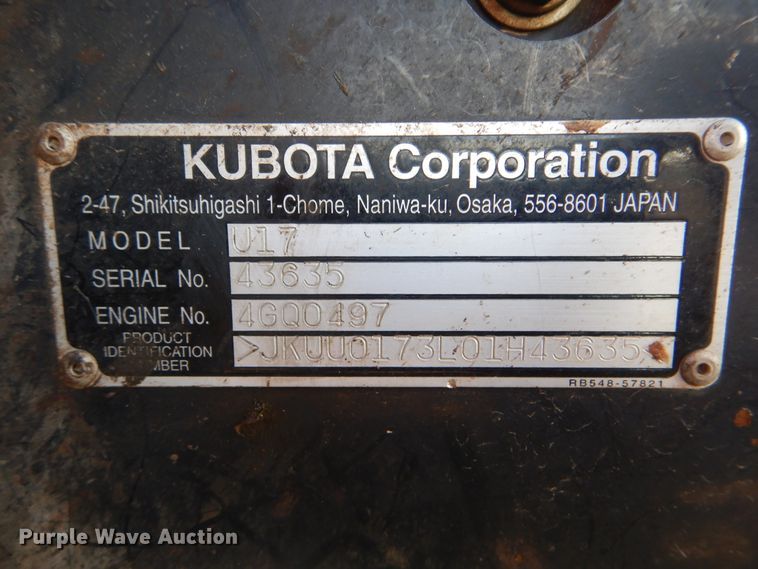 KUBOTA Corporation
2-47, Shikitsuhigashi 1-Chome, Naniwa-ku, Osaka, 556-8601 JAPAN
MODEL U17
SERIAL No. 43635
ENGINE No. 4GQ0497
PRODUCT IDENTIFICATION NUMBER >JKUU0173L01H43635<
RB548-57821
Purple Wave Auction